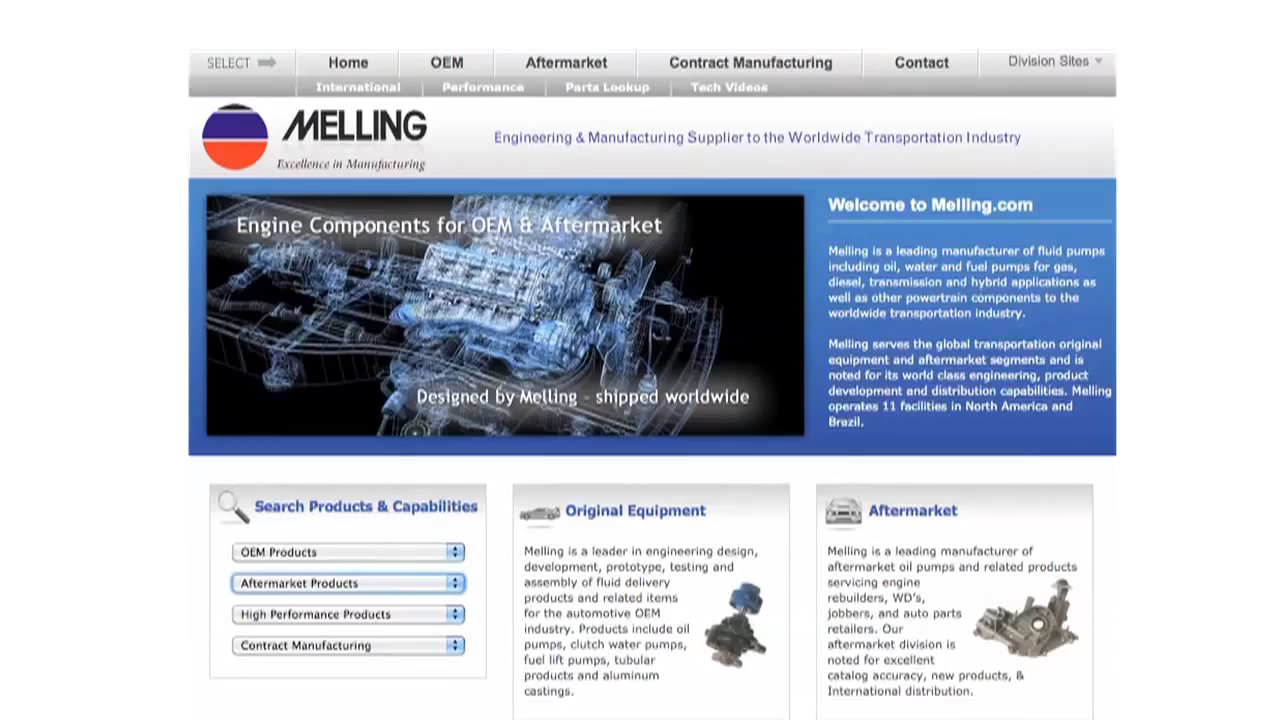 SELECT Home OEM Aftermarket Contract Manufacturing Contact Division Sites
International Performance Parts Lookup Tech Videos
MELLING
Excellence in Manufacturing
Engineering & Manufacturing Supplier to the Worldwide Transportation Industry
Engine Components for OEM & Aftermarket
Designed by Melling - shipped worldwide
Welcome to Melling.com
Melling is a leading manufacturer of fluid pumps
including oil, water and fuel pumps for gas,
diesel, transmission and hybrid applications as
well as other powertrain components to the
worldwide transportation industry.
Melling serves the global transportation original
equipment and aftermarket segments and is
noted for its world class engineering, product
development and distribution capabilities. Melling
operates 11 facilities in North America and
Brazil.
Search Products & Capabilities
OEM Products
Aftermarket Products
High Performance Products
Contract Manufacturing
Original Equipment
Melling is a leader in engineering design,
development, prototype, testing and
assembly of fluid delivery
products and related items
for the automotive OEM
industry. Products include oil
pumps, clutch water pumps,
fuel lift pumps, tubular
products and aluminum
castings.
Aftermarket
Melling is a leading manufacturer of
aftermarket oil pumps and related products
servicing engine
rebuilders, WD's,
jobbers, and auto parts
retailers. Our
aftermarket division is
noted for excellent
catalog accuracy, new products, &
International distribution.